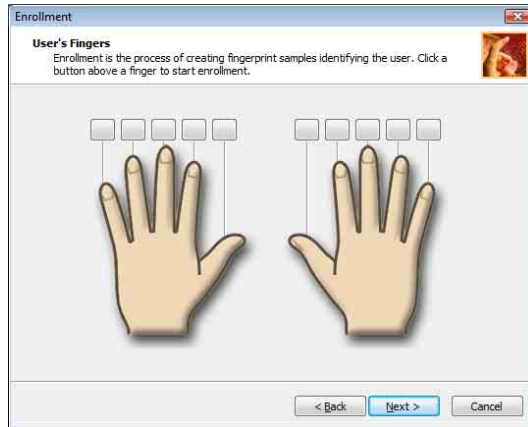 Enrollment
User's Fingers
Enrollment is the process of creating fingerprint samples identifying the user. Click a
button above a finger to start enrollment.
< Back
Next >
Cancel